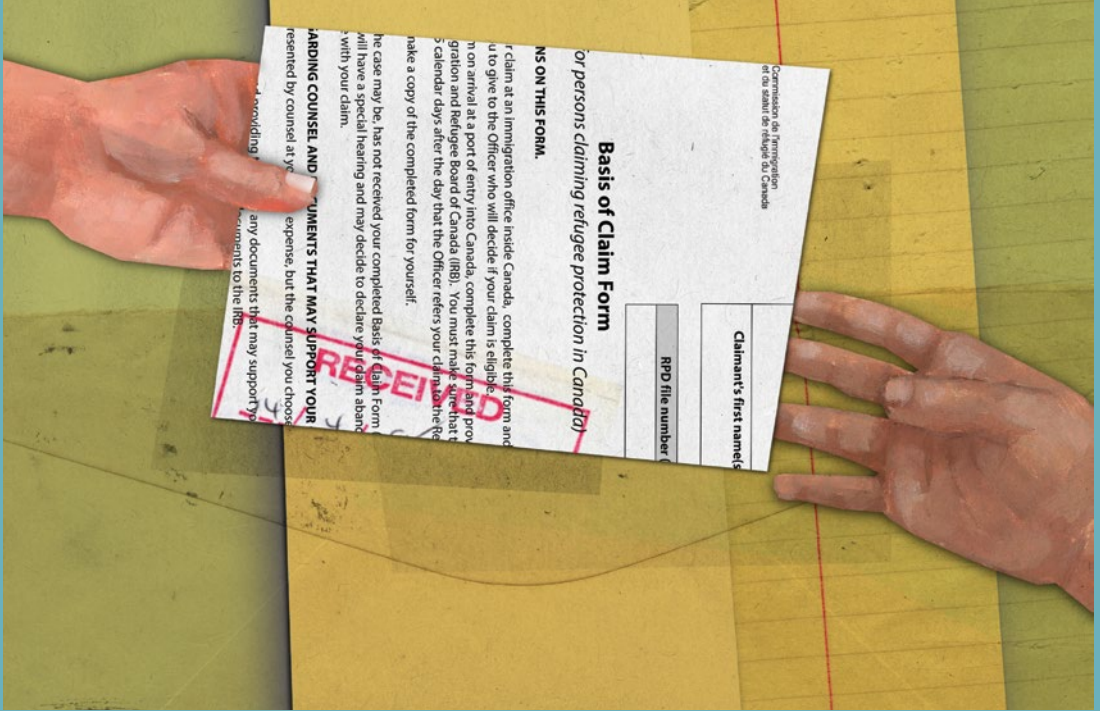 Commission de l'immigration
et du statut de réfugié du Canada
Claimant's first name(s
RPD file number (
Basis of Claim Form
or persons claiming refugee protection in Canada)
NS ON THIS FORM.
r claim at an immigration office inside Canada, complete this form and
u to give to the Officer who will decide if your claim is eligible.
m on arrival at a port of entry into Canada, complete this form and prov
gration and Refugee Board of Canada (IRB). You must make sure that t
5 calendar days after the day that the Officer refers your claim to the Re
nake a copy of the completed form for yourself.
he case may be, has not received your completed Basis of Claim Form
will have a special hearing and may decide to declare your claim aband
e with your claim.
ARDING COUNSEL AND CUMENTS THAT MAY SUPPORT YOUR
resented by counsel at yo expense, but the counsel you choose
d providing any documents that may support yo
cuments to the IRB.
RECEIVED